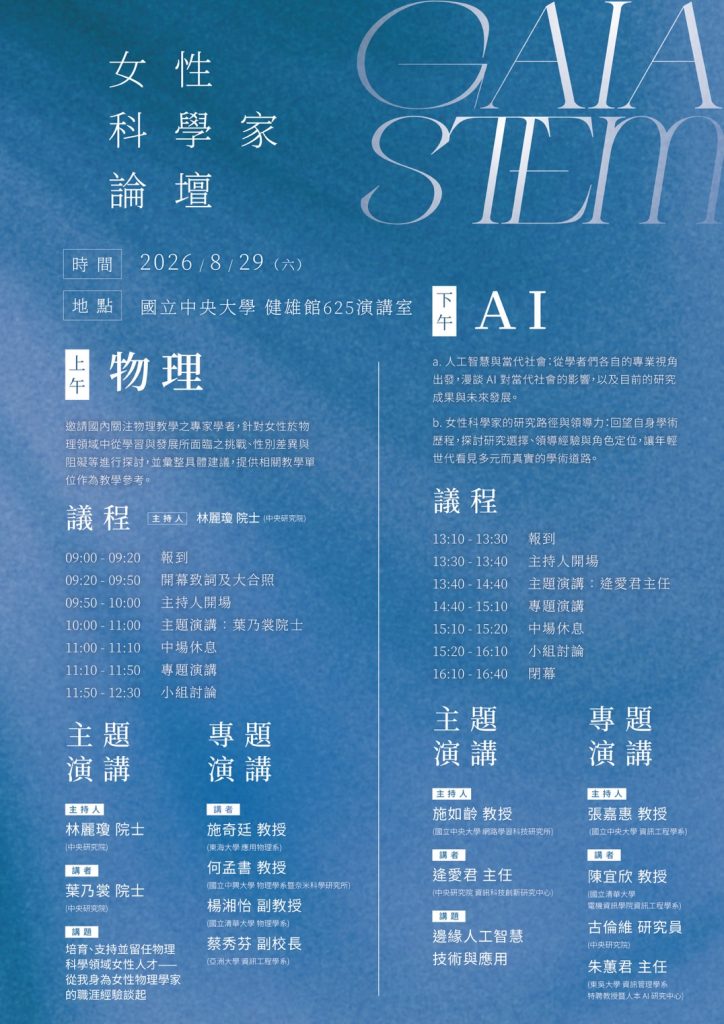 GAIA
STEM
女性
科學家
論壇
時間 2026 / 8 / 29（六）
地點 國立中央大學 健雄館625演講室
上午 物理
邀請國內關注物理教學之專家學者，針對女性於物
理領域中從學習與發展所面臨之挑戰、性別差異與
阻礙等進行探討，並彙整具體建議，提供相關教學單
位作為教學參考。
議程 主持人 林麗瓊 院士 (中央研究院)
09:00 - 09:20 報到
09:20 - 09:50 開幕致詞及大合照
09:50 - 10:00 主持人開場
10:00 - 11:00 主題演講：葉乃裳院士
11:00 - 11:10 中場休息
11:10 - 11:50 專題演講
11:50 - 12:30 小組討論
主題
演講
主持人
林麗瓊 院士
(中央研究院)
講者
葉乃裳 院士
(中央研究院)
講題
培育、支持並留任物理
科學領域女性人才——
從我身為女性物理學家
的職涯經驗談起
專題
演講
講者
施奇廷 教授
(東海大學 應用物理系)
何孟書 教授
(國立中興大學 物理學系暨奈米科學研究所)
楊湘怡 副教授
(國立清華大學 物理學系)
蔡秀芬 副校長
(亞洲大學 資訊工程學系)
下午 AI
a. 人工智慧與當代社會：從學者們各自的專業視角
出發，漫談 AI 對當代社會的影響，以及目前的研究
成果與未來發展。
b. 女性科學家的研究路徑與領導力：回望自身學術
歷程，探討研究選擇、領導經驗與角色定位，讓年輕
世代看見多元而真實的學術道路。
議程
13:10 - 13:30 報到
13:30 - 13:40 主持人開場
13:40 - 14:40 主題演講：逄愛君主任
14:40 - 15:10 專題演講
15:10 - 15:20 中場休息
15:20 - 16:10 小組討論
16:10 - 16:40 閉幕
主題
演講
主持人
施如齡 教授
(國立中央大學 網路學習科技研究所)
講者
逄愛君 主任
(中央研究院 資訊科技創新研究中心)
講題
邊緣人工智慧
技術與應用
專題
演講
主持人
張嘉惠 教授
(國立中央大學 資訊工程學系)
講者
陳宜欣 教授
(國立清華大學
電機資訊學院資訊工程學系)
古倫維 研究員
(中央研究院)
朱蕙君 主任
(東吳大學 資訊管理學系
特聘教授暨人本 AI 研究中心)